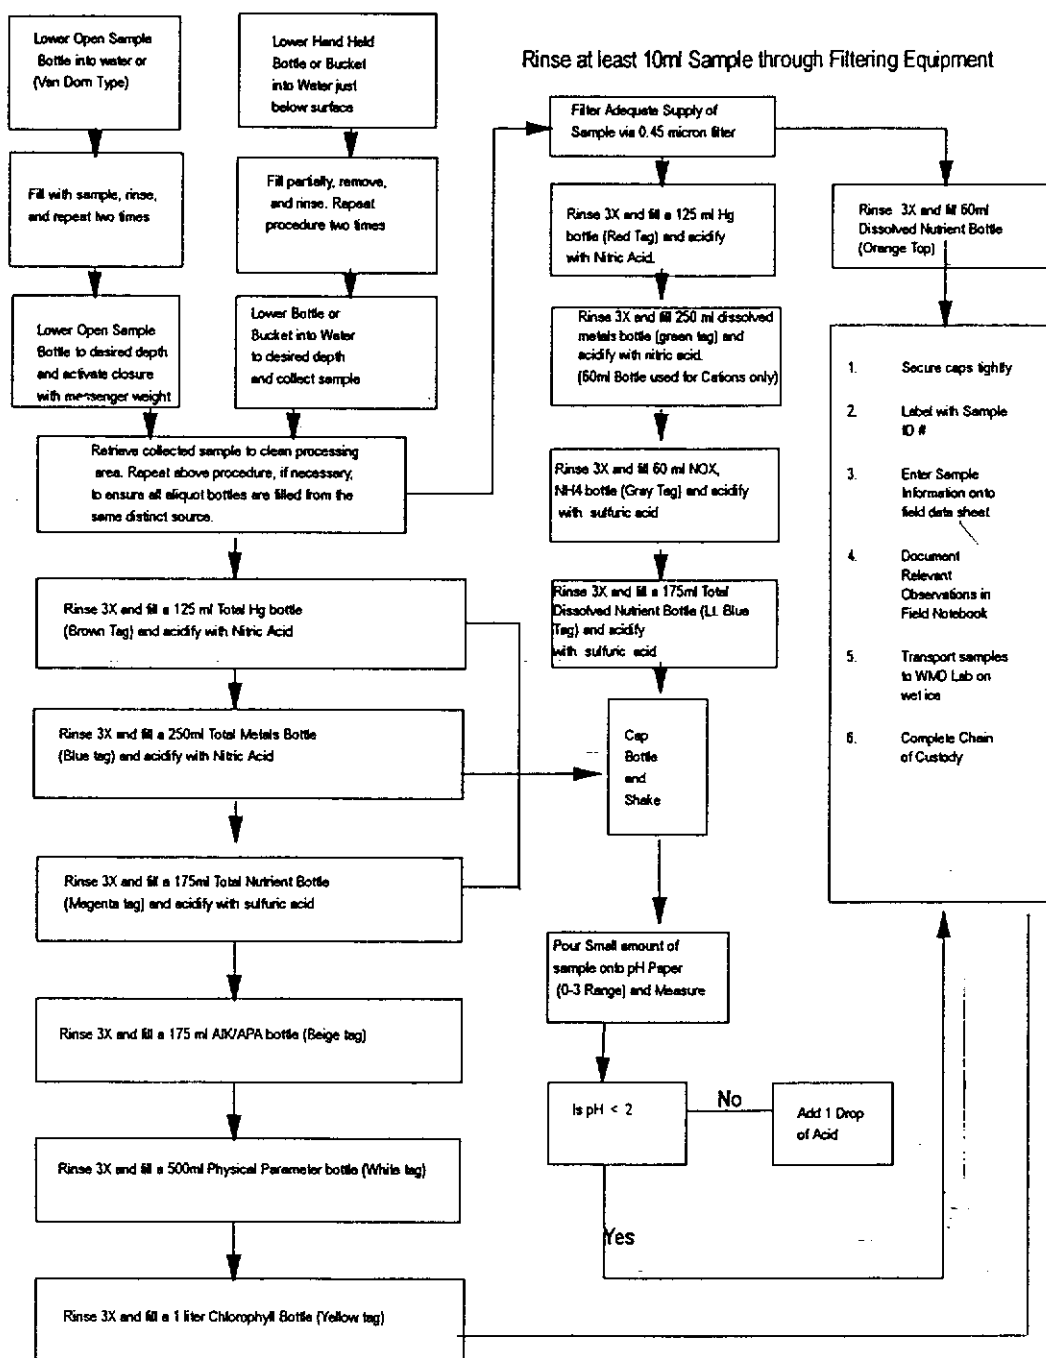 Lower Open Sample
Bottle into water or
(Van Dorn Type)
Lower Hand Held
Bottle or Bucket
into Water just
below surface
Rinse at least 10ml Sample through Filtering Equipment
Fill with sample, rinse,
and repeat two times
Fill partially, remove,
and rinse. Repeat
procedure two times
Lower Open Sample
Bottle to desired depth
and activate closure
with messenger weight
Lower Bottle or
Bucket into Water
to desired depth
and collect sample
Retrieve collected sample to clean processing
area. Repeat above procedure, if necessary,
to ensure all aliquot bottles are filled from the
same distinct source.
Rinse 3X and fill a 125 ml Total Hg bottle
(Brown Tag) and acidify with Nitric Acid
Rinse 3X and fill a 250ml Total Metals Bottle
(Blue tag) and acidify with Nitric Acid
Rinse 3X and fill a 175ml Total Nutrient Bottle
(Magenta tag) and acidify with sulfuric acid
Rinse 3X and fill a 175 ml AlK/APA bottle (Beige tag)
Rinse 3X and fill a 500ml Physical Parameter bottle (White tag)
Rinse 3X and fill a 1 liter Chlorophyll Bottle (Yellow tag)
Filter Adequate Supply of
Sample via 0.45 micron filter
Rinse 3X and fill a 125 ml Hg
bottle (Red Tag) and acidify
with Nitric Acid.
Rinse 3X and fill 250 ml dissolved
metals bottle (green tag) and
acidify with nitric acid.
(60ml Bottle used for Cations only)
Rinse 3X and fill 60 ml NOX,
NH4 bottle (Gray Tag) and acidify
with sulfuric acid
Rinse 3X and fill a 175ml Total
Dissolved Nutrient Bottle (Lt. Blue
Tag) and acidify
with sulfuric acid
Cap
Bottle
and
Shake
Pour Small amount of
sample onto pH Paper
(0-3 Range) and Measure
Is pH < 2
No
Add 1 Drop
of Acid
Yes
Rinse 3X and fill 60ml
Dissolved Nutrient Bottle
(Orange Top)
1. Secure caps tightly
2. Label with Sample
ID #
3. Enter Sample
Information onto
field data sheet
4. Document
Relevant
Observations in
Field Notebook
5. Transport samples
to WMD Lab on
wet ice
6. Complete Chain
of Custody